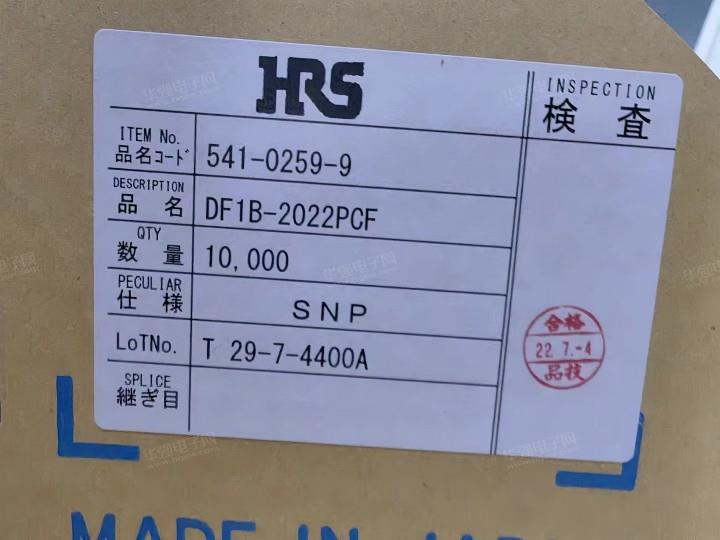 HRS
INSPECTION
検 査
ITEM No.
品名コード
541-0259-9
DESCRIPTION
品 名
DF1B-2022PCF
QTY
数 量
10,000
PECULIAR
仕 様
SNP
LoTNo.
T 29-7-4400A
SPLICE
継ぎ目
合格
22.7.-4
品技
MADE IN